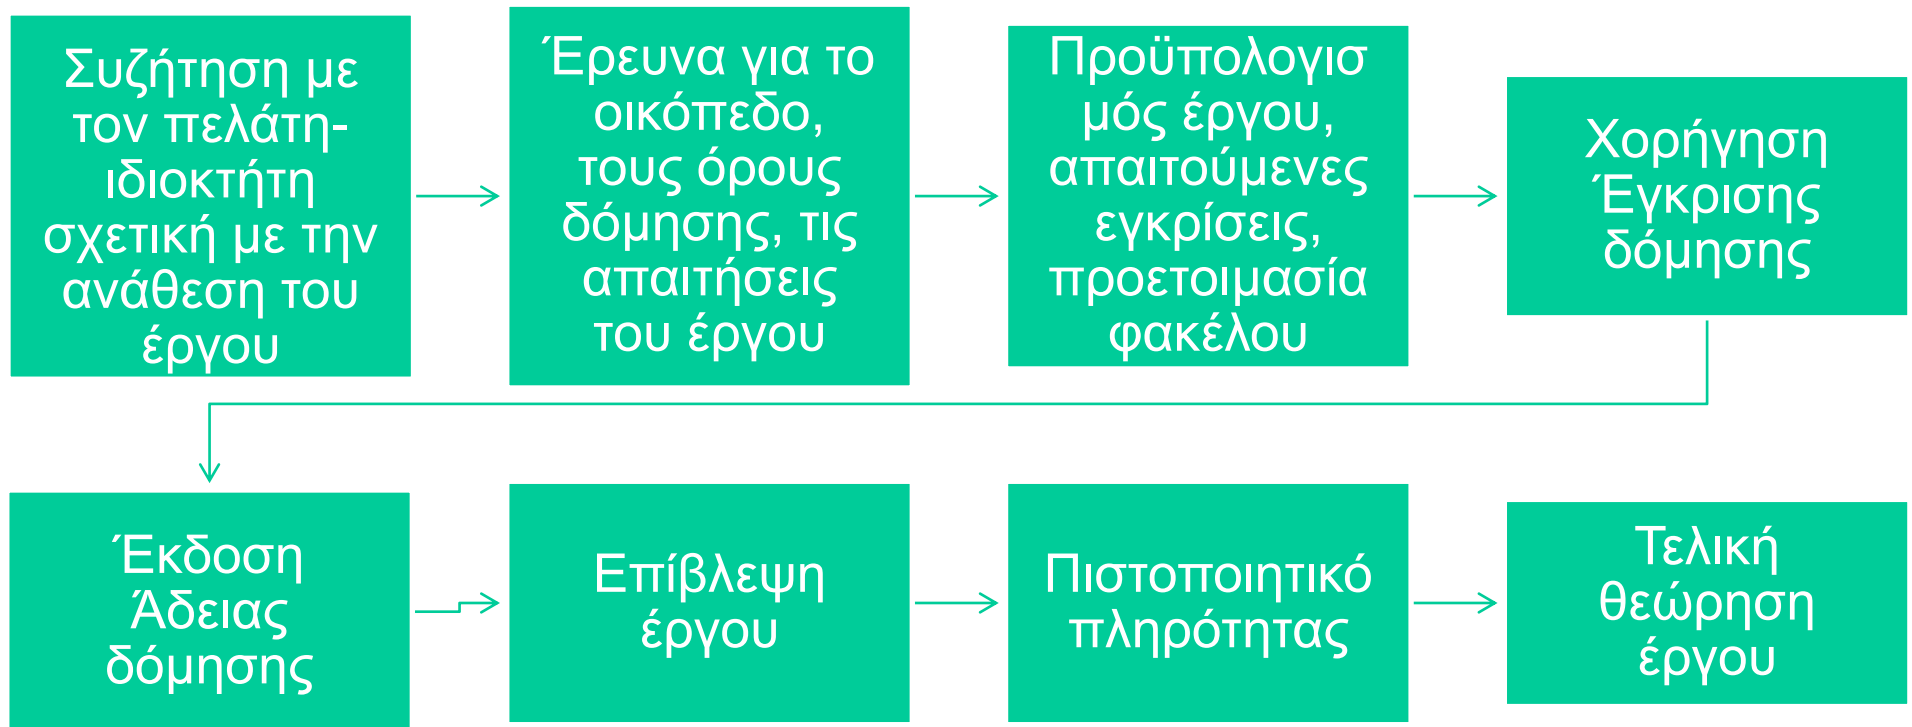 Συζήτηση με
τον πελάτη-
ιδιοκτήτη
σχετική με την
ανάθεση του
έργου
Έρευνα για το
οικόπεδο,
τους όρους
δόμησης, τις
απαιτήσεις
του έργου
Προϋπολογισ
μός έργου,
απαιτούμενες
εγκρίσεις,
προετοιμασία
φακέλου
Χορήγηση
Έγκρισης
δόμησης
Έκδοση
Άδειας
δόμησης
Επίβλεψη
έργου
Πιστοποιητικό
πληρότητας
Τελική
θεώρηση
έργου